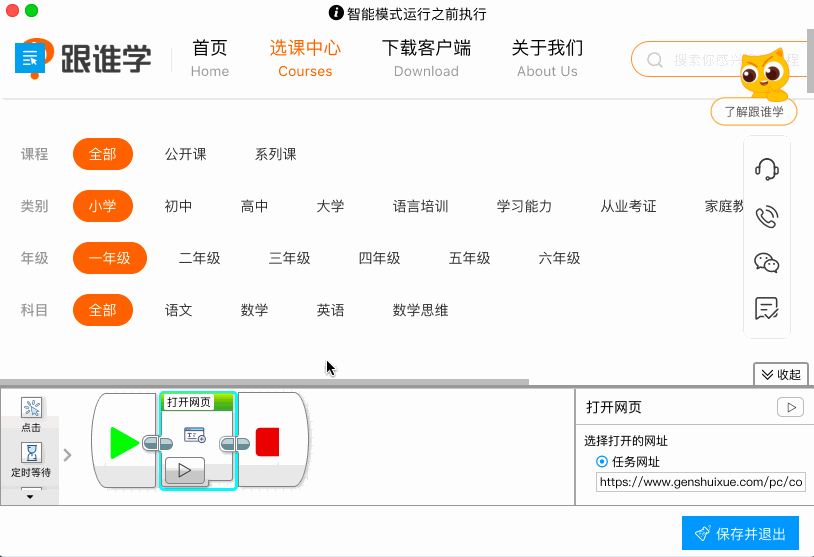 智能模式运行之前执行
跟谁学
首页 选课中心 下载客户端 关于我们
Home Courses Download About Us
搜索你感兴
程
了解跟谁学
课程 全部 公开课 系列课
类别 小学 初中 高中 大学 语言培训 学习能力 从业考证 家庭教
年级 一年级 二年级 三年级 四年级 五年级 六年级
科目 全部 语文 数学 英语 数学思维
收起
点击
定时等待
打开网页
打开网页
选择打开的网址
任务网址
https://www.genshuixue.com/pc/co
保存并退出